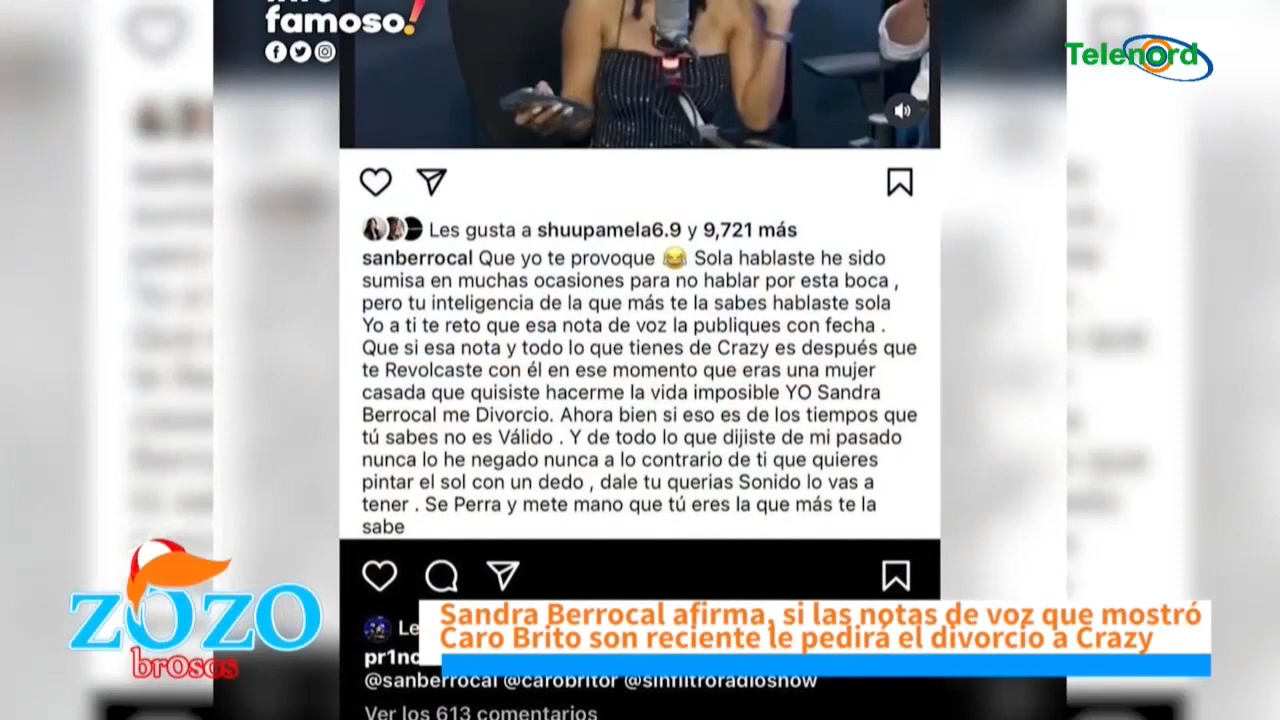 famoso!
Telenord
Les gusta a shuupamela6.9 y 9,721 más
sanberrocal Que yo te provoque 😂 Sola hablaste he sido
sumisa en muchas ocasiones para no hablar por esta boca ,
pero tu inteligencia de la que más te la sabes hablaste sola
Yo a ti te reto que esa nota de voz la publiques con fecha .
Que si esa nota y todo lo que tienes de Crazy es después que
te Revolcaste con él en ese momento que eras una mujer
casada que quisiste hacerme la vida imposible YO Sandra
Berrocal me Divorcio. Ahora bien si eso es de los tiempos que
tú sabes no es Válido . Y de todo lo que dijiste de mi pasado
nunca lo he negado nunca a lo contrario de ti que quieres
pintar el sol con un dedo , dale tu querias Sonido lo vas a
tener . Se Perra y mete mano que tú eres la que más te la
sabe
Sandra Berrocal afirma, si las notas de voz que mostró
Caro Brito son reciente le pedirá el divorcio a Crazy
zozo
brosos
Le
pr1nc
@sanberrocal @carobritor @sinfiltroradioshow
Ver los 613 comentarios